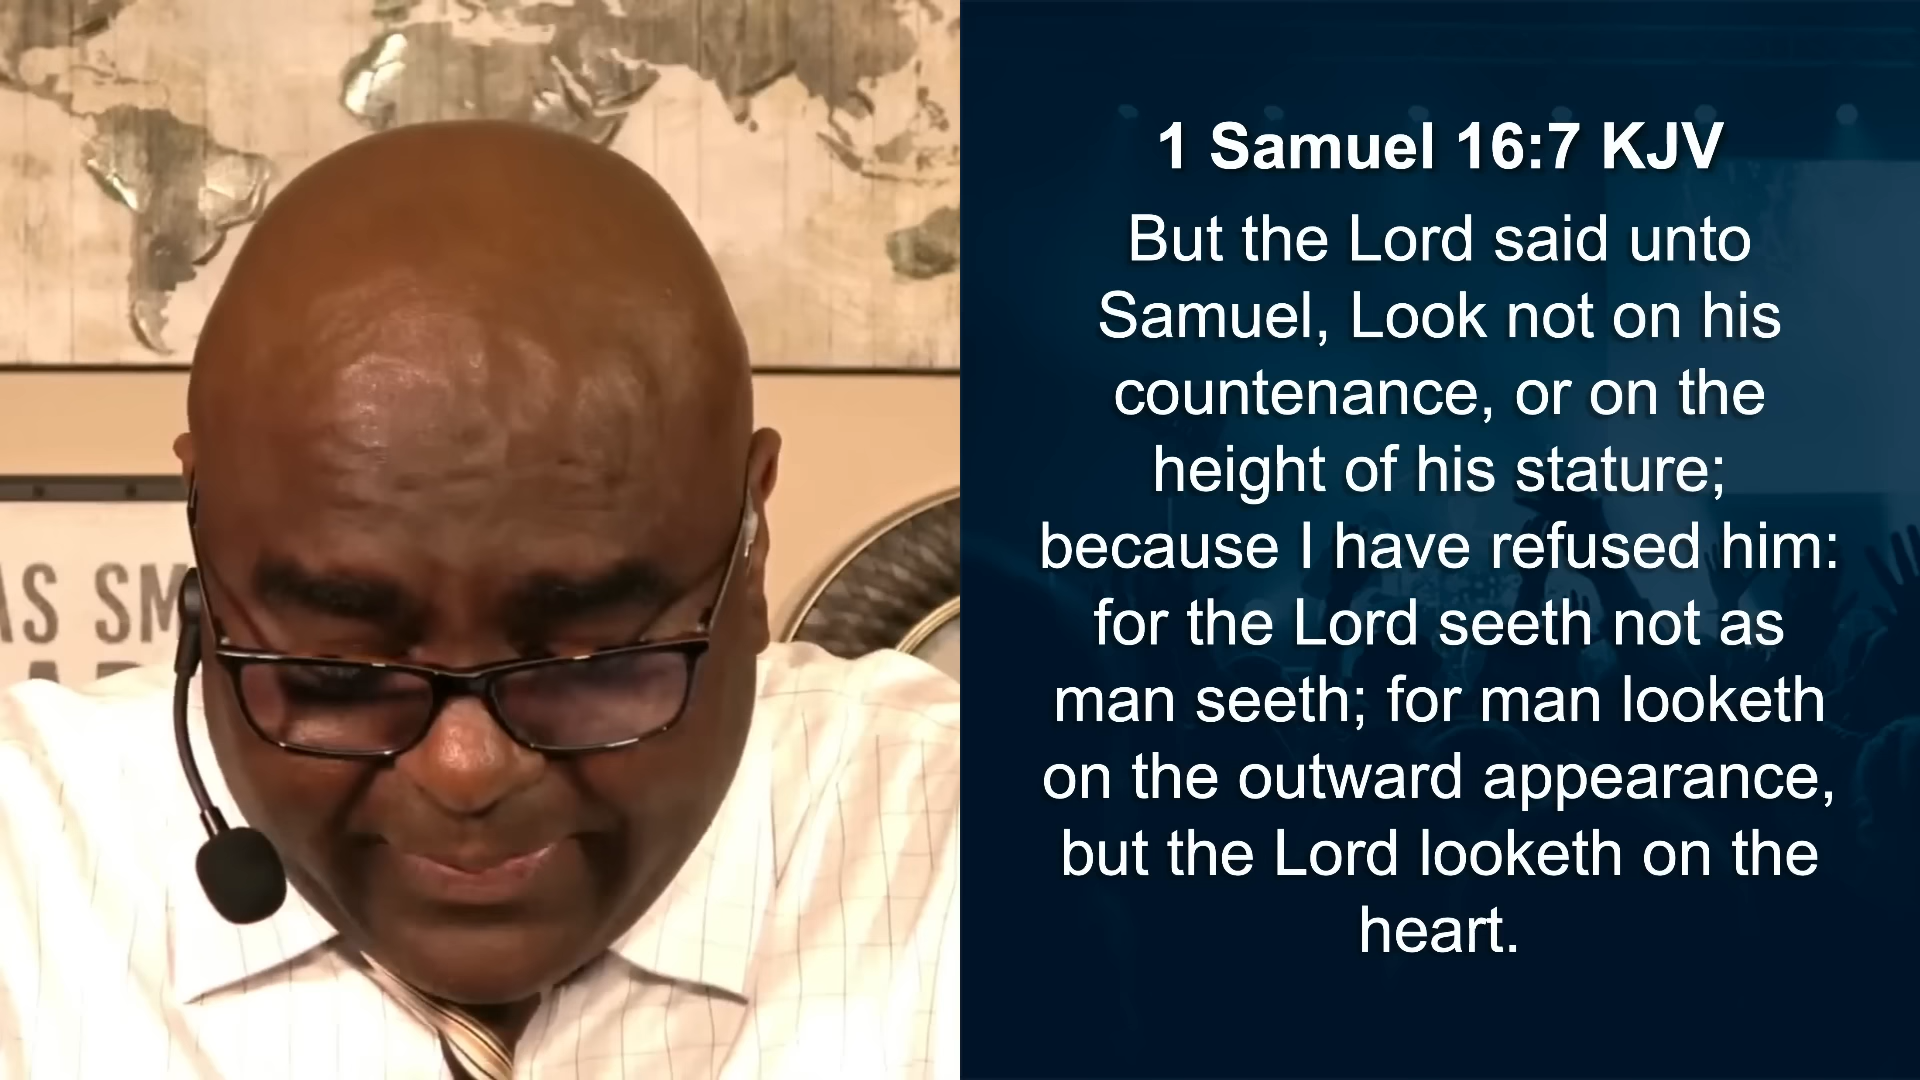 AS SM
1 Samuel 16:7 KJV
But the Lord said unto
Samuel, Look not on his
countenance, or on the
height of his stature;
because I have refused him:
for the Lord seeth not as
man seeth; for man looketh
on the outward appearance,
but the Lord looketh on the
heart.